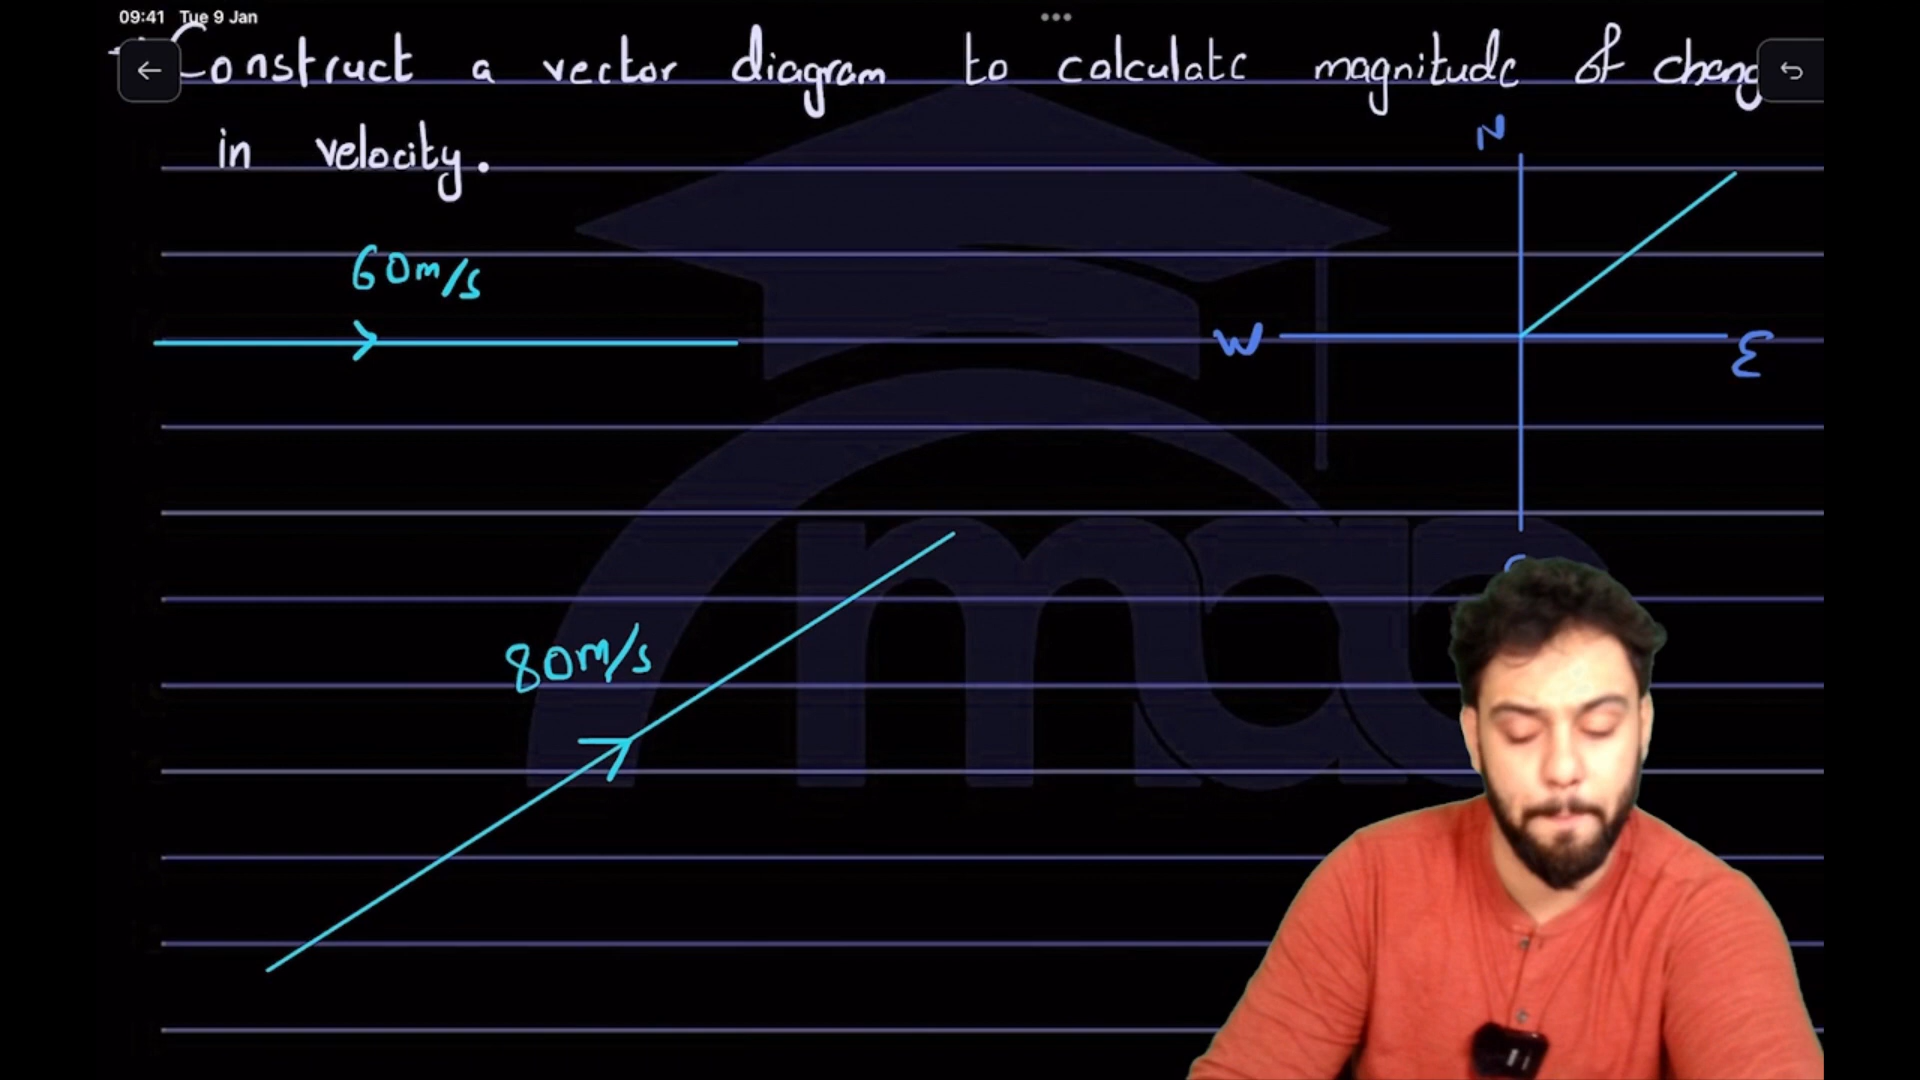 09:41 Tue 9 Jan
Construct a vector diagram to calculate magnitude of chang
in velocity.
N
60m/s
W
E
80m/s